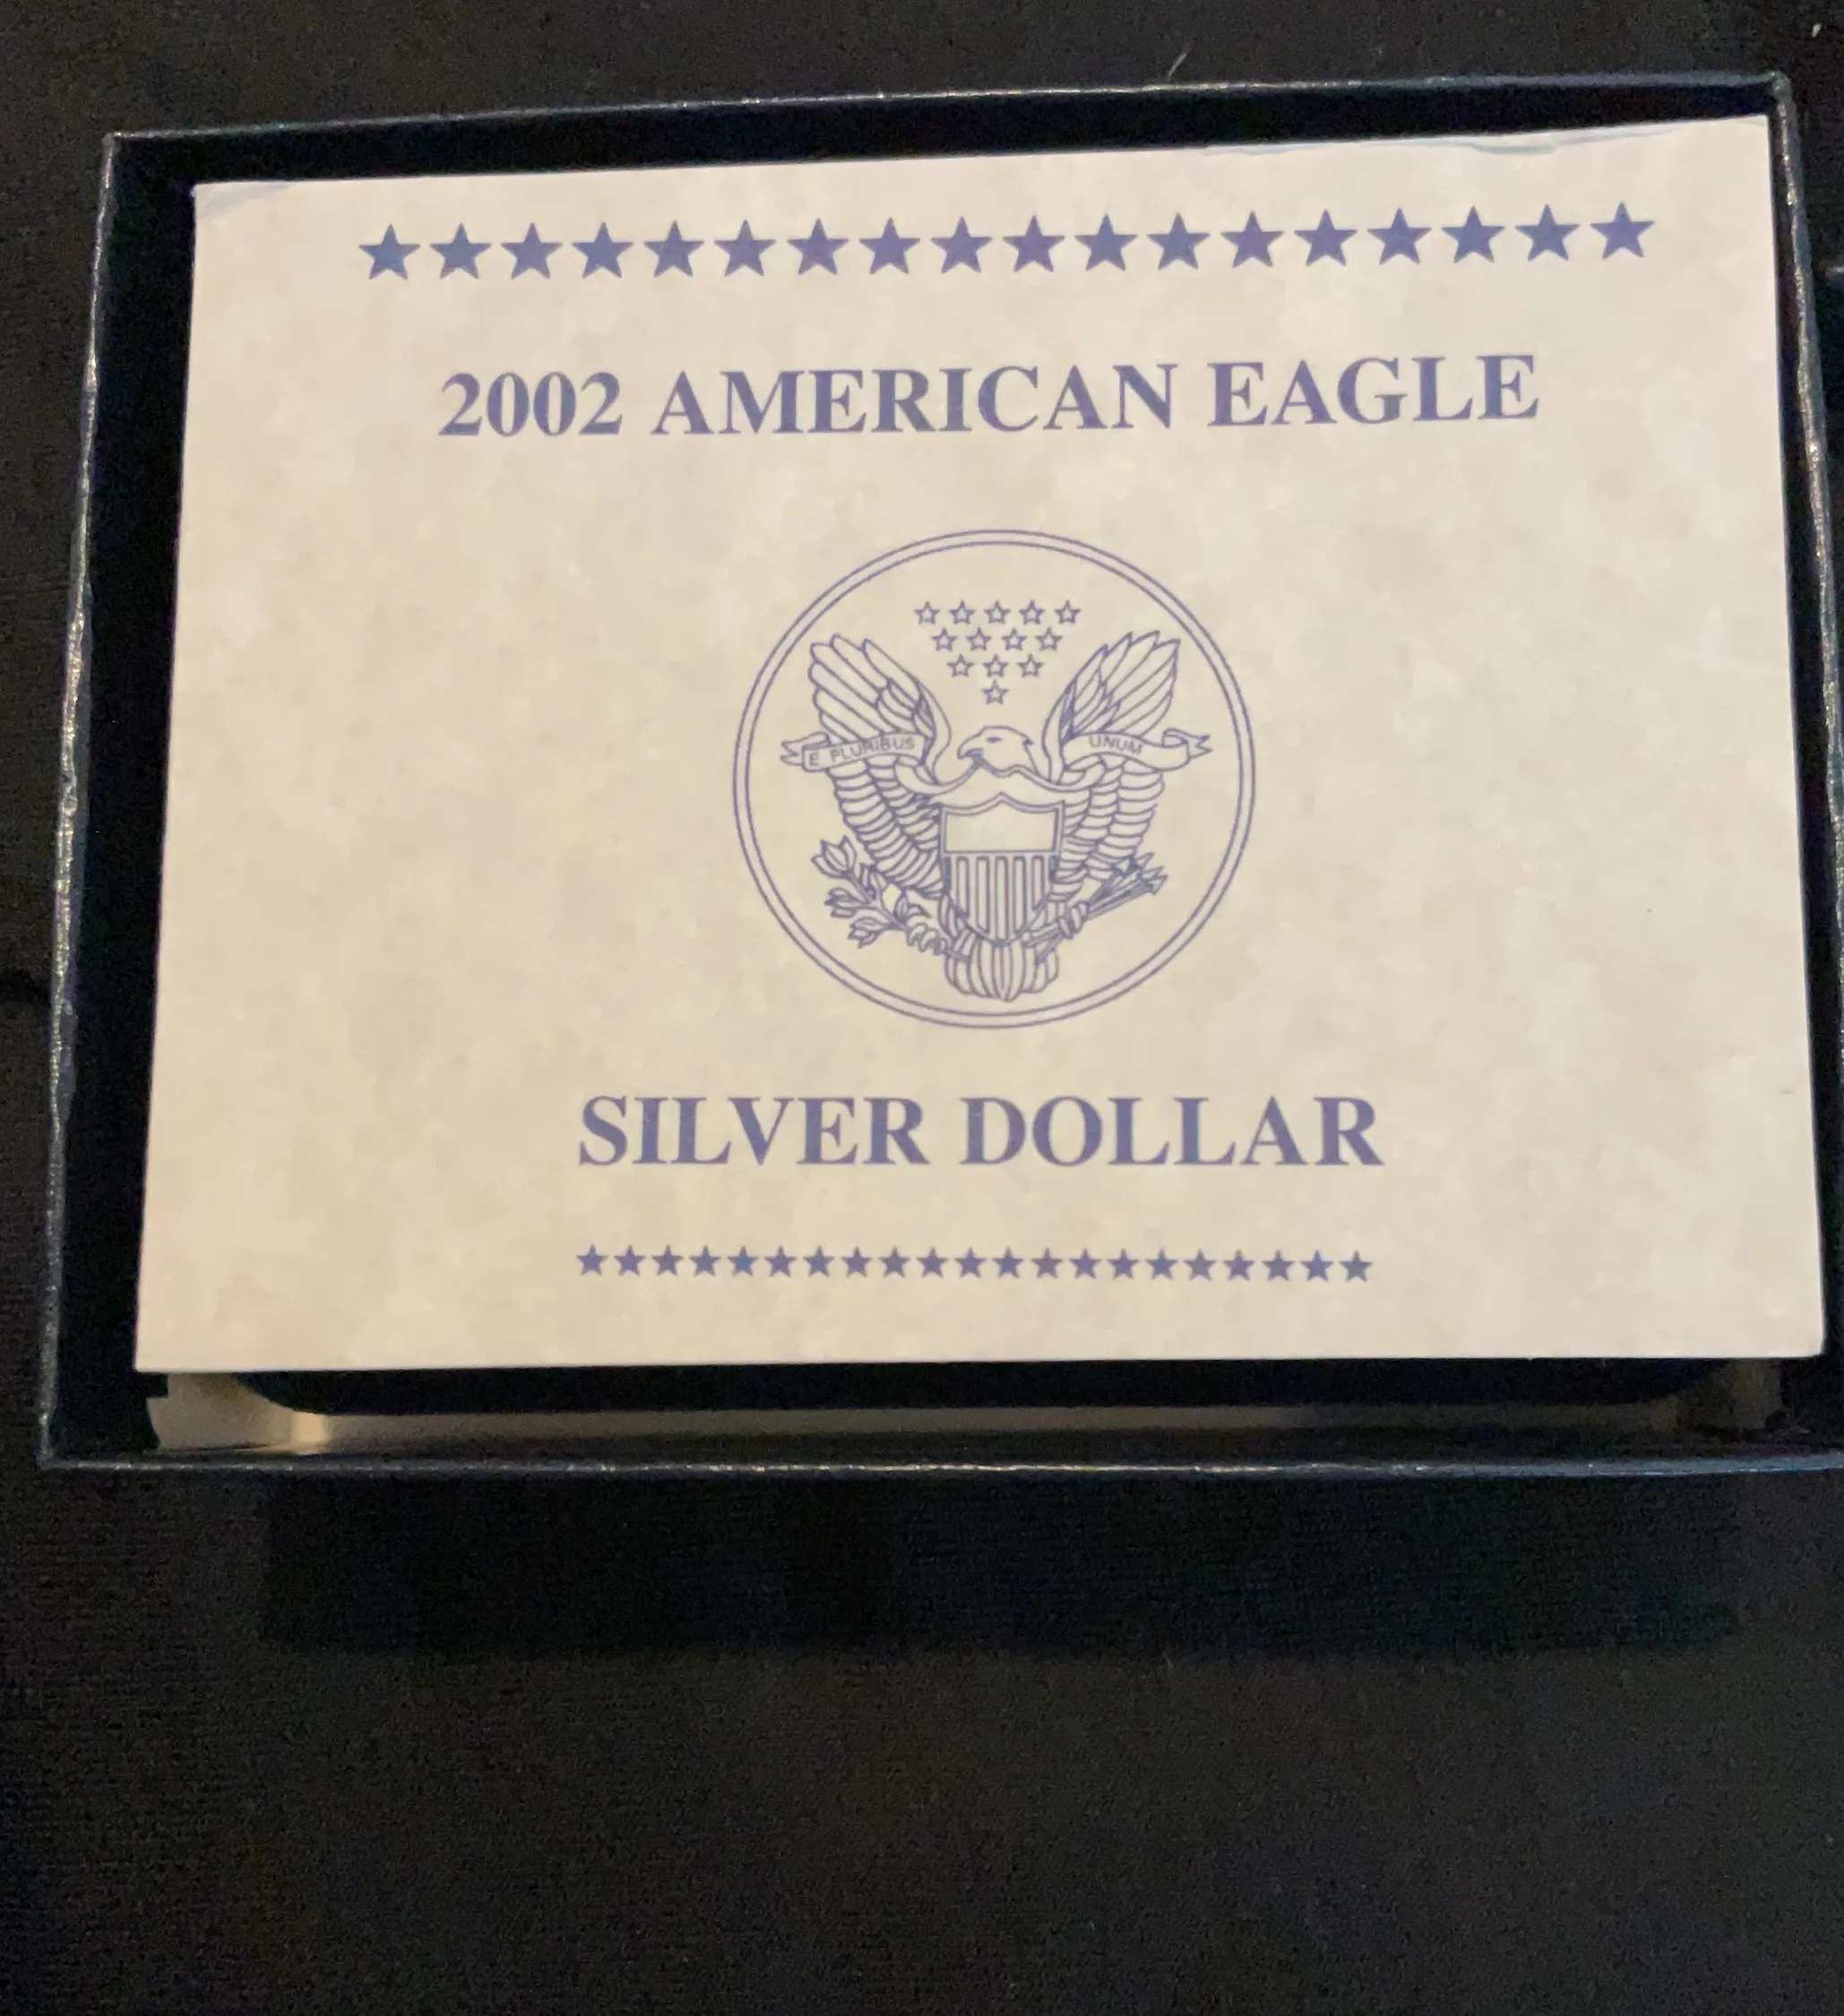 2002 AMERICAN EAGLE
E PLURIBUS UNUM
SILVER DOLLAR